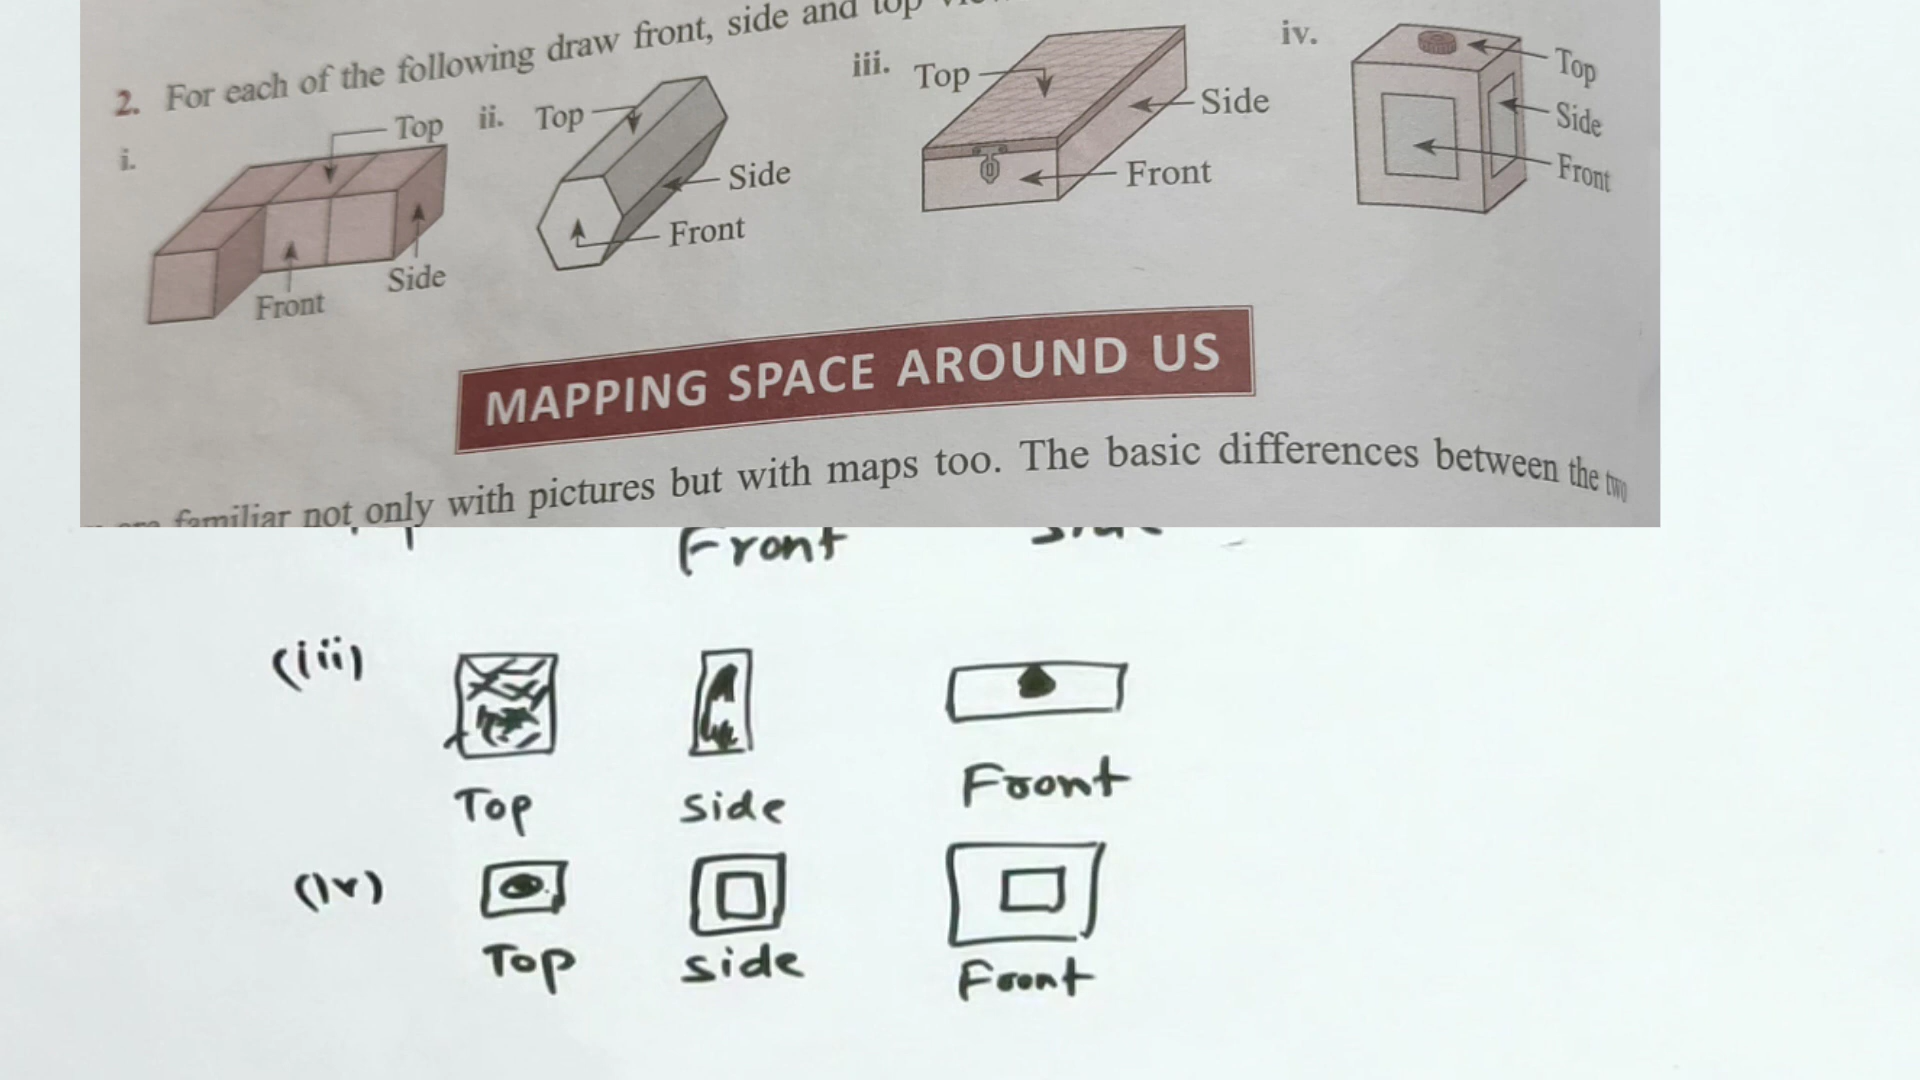 2. For each of the following draw front, side and top
i. Top ii. Top iii. Top iv. Top
Side Side Side
Side Front Front Front
Front
MAPPING SPACE AROUND US
familiar not only with pictures but with maps too. The basic differences between the two
Front
(iii)
Top Side Front
(iv)
Top Side Front